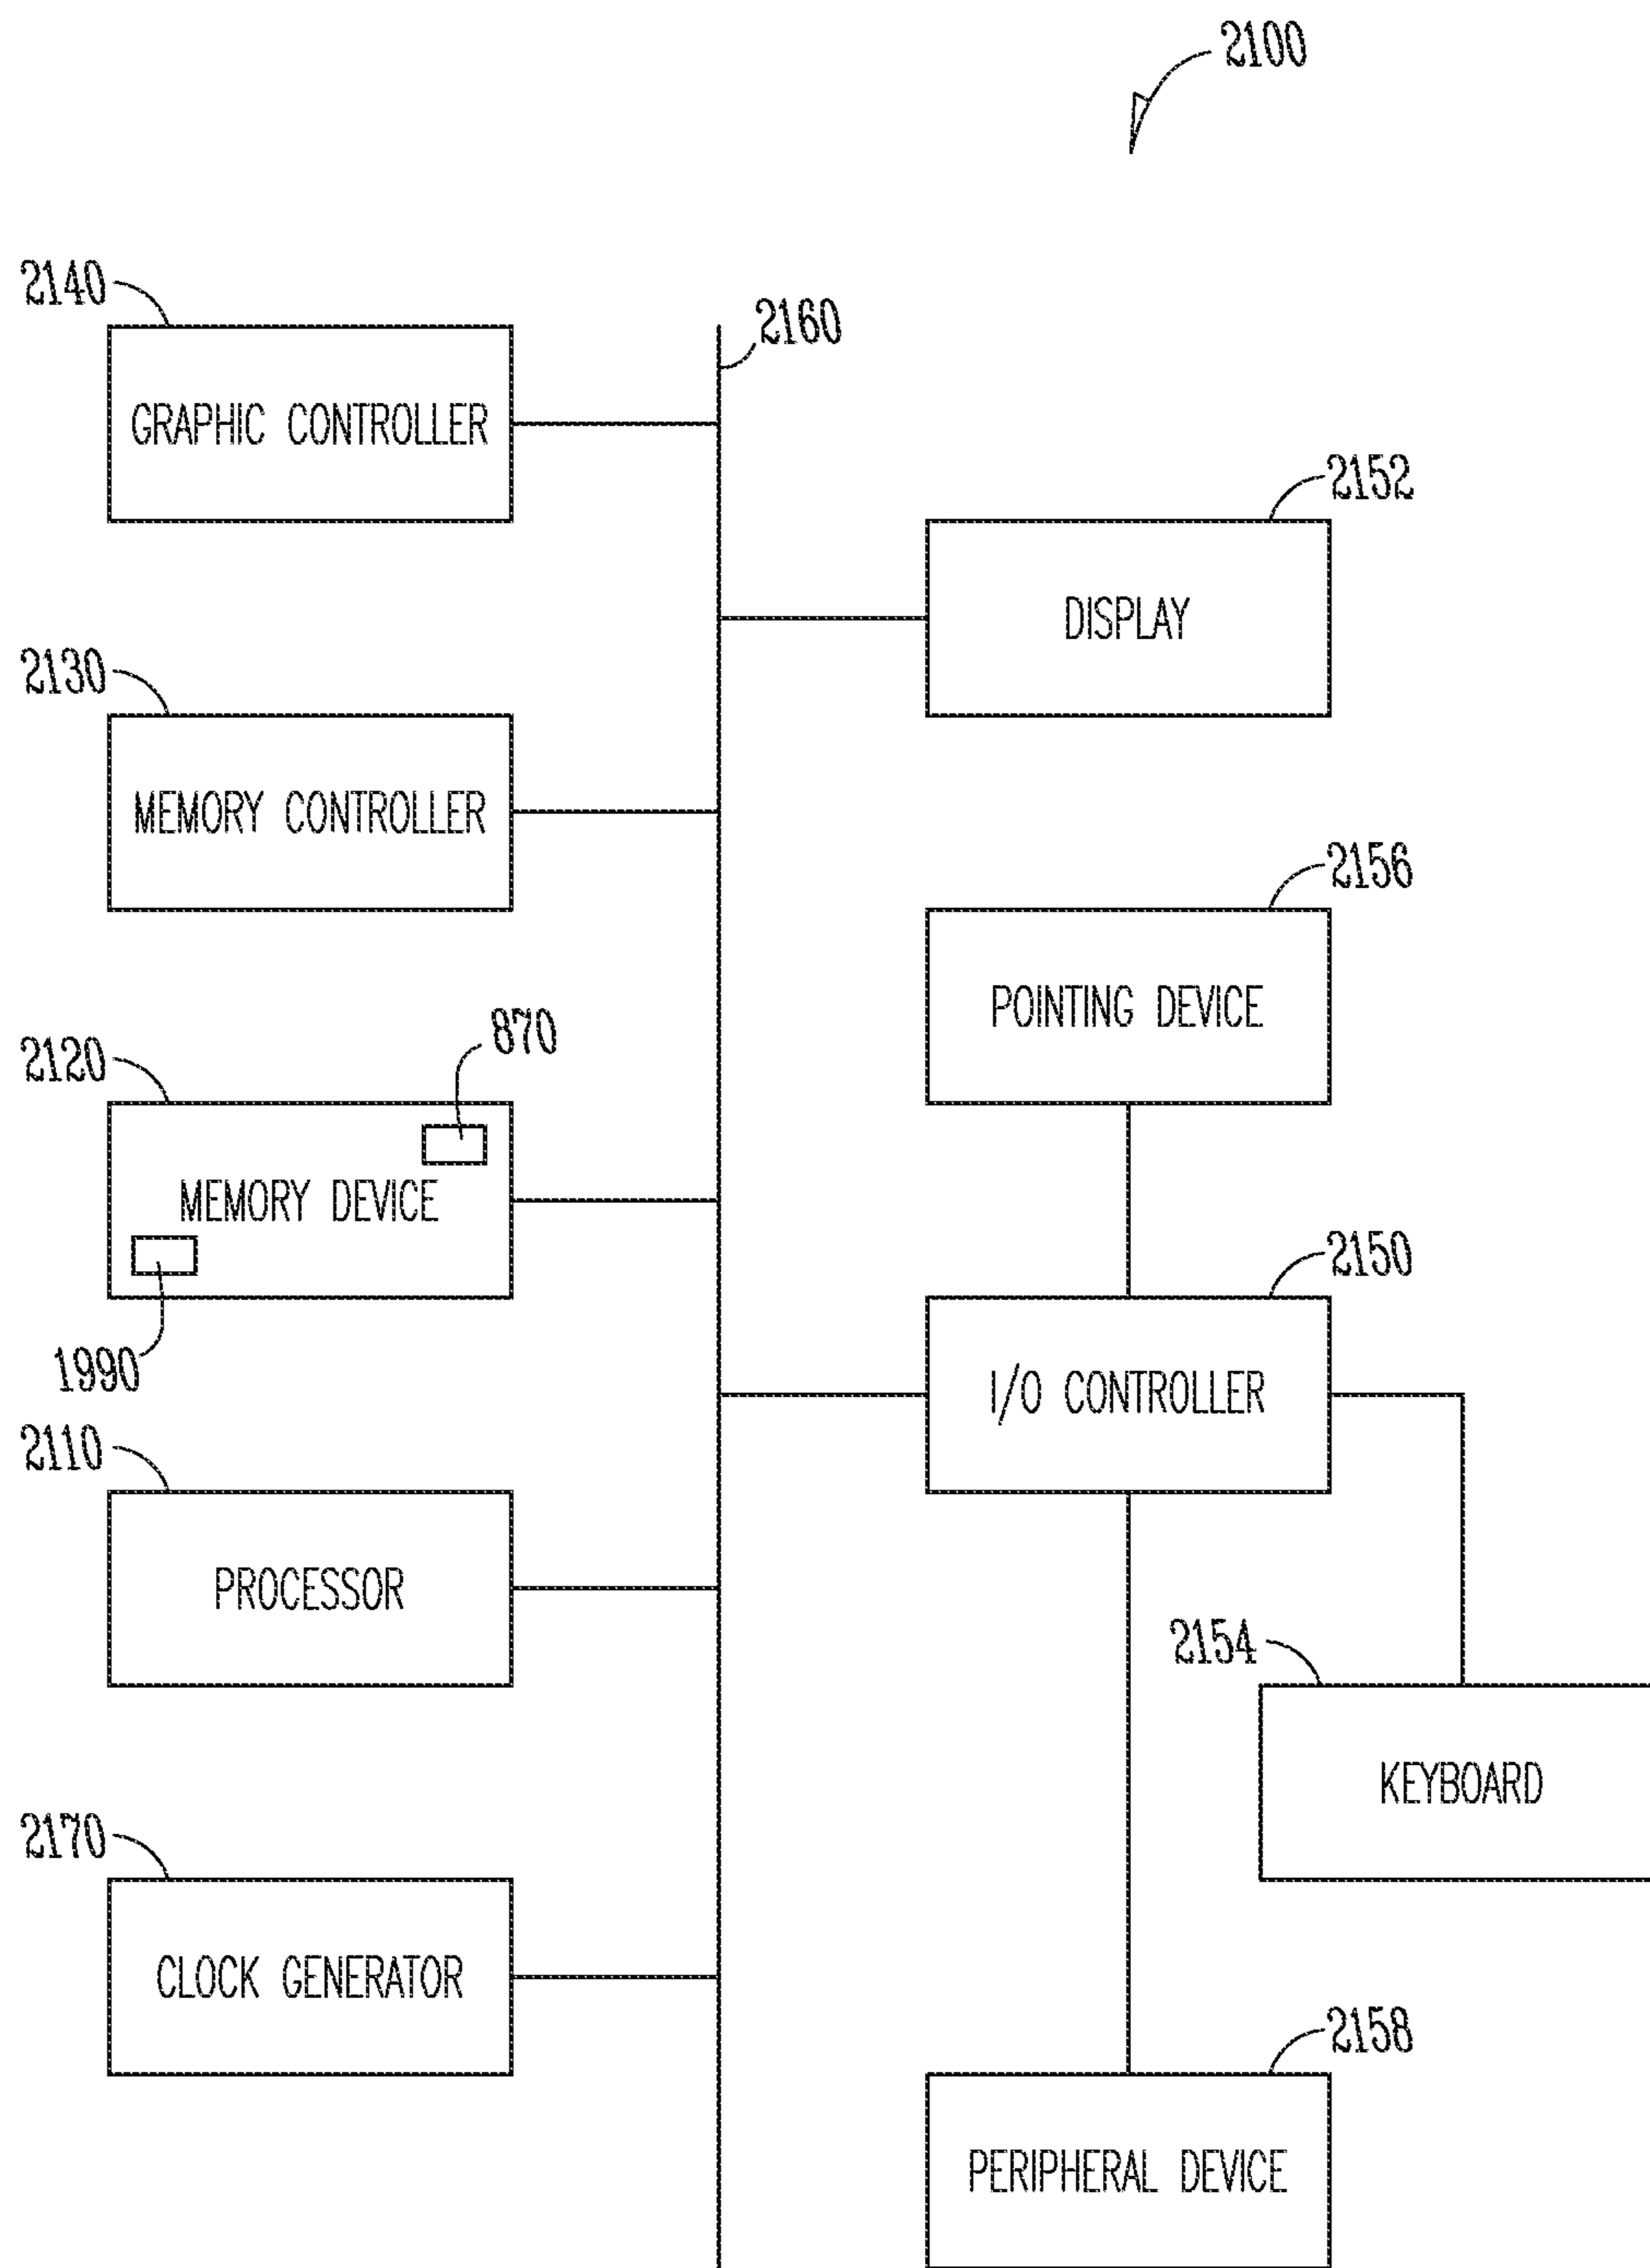 2100
2140
2160
GRAPHIC CONTROLLER
2152
DISPLAY
2130
MEMORY CONTROLLER
2156
POINTING DEVICE
870
2120
MEMORY DEVICE
1990
2150
I/O CONTROLLER
2110
PROCESSOR
2154
KEYBOARD
2170
CLOCK GENERATOR
2158
PERIPHERAL DEVICE